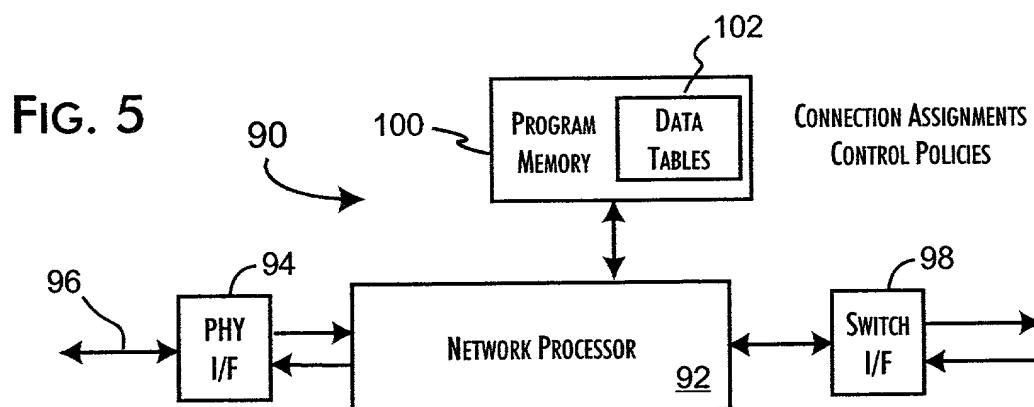 FIG. 5
102
100
PROGRAM MEMORY
DATA TABLES
CONNECTION ASSIGNMENTS
CONTROL POLICIES
90
96
94
PHY I/F
NETWORK PROCESSOR
92
98
SWITCH I/F